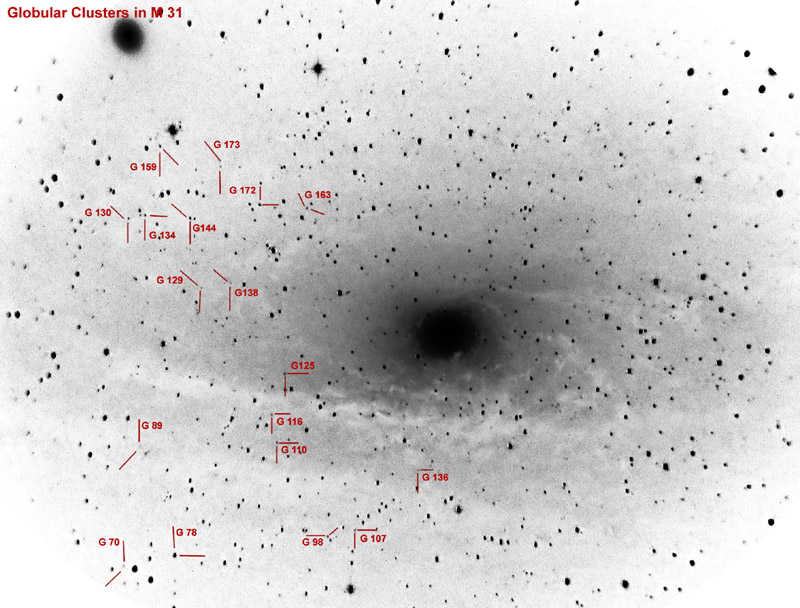 Globular Clusters in M 31
G 173
G 159
G 172
G 163
G 130
G 134
G144
G 129
G138
G125
G 116
G 89
G 110
G 136
G 78
G 70
G 98
G 107